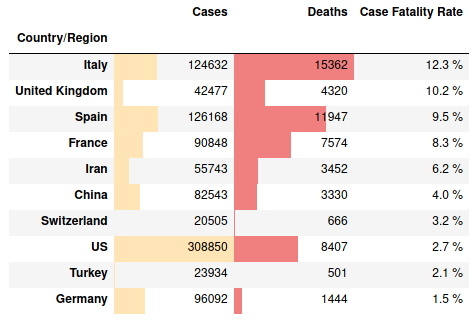 Cases Deaths Case Fatality Rate
Country/Region
Italy 124632 15362 12.3 %
United Kingdom 42477 4320 10.2 %
Spain 126168 11947 9.5 %
France 90848 7574 8.3 %
Iran 55743 3452 6.2 %
China 82543 3330 4.0 %
Switzerland 20505 666 3.2 %
US 308850 8407 2.7 %
Turkey 23934 501 2.1 %
Germany 96092 1444 1.5 %